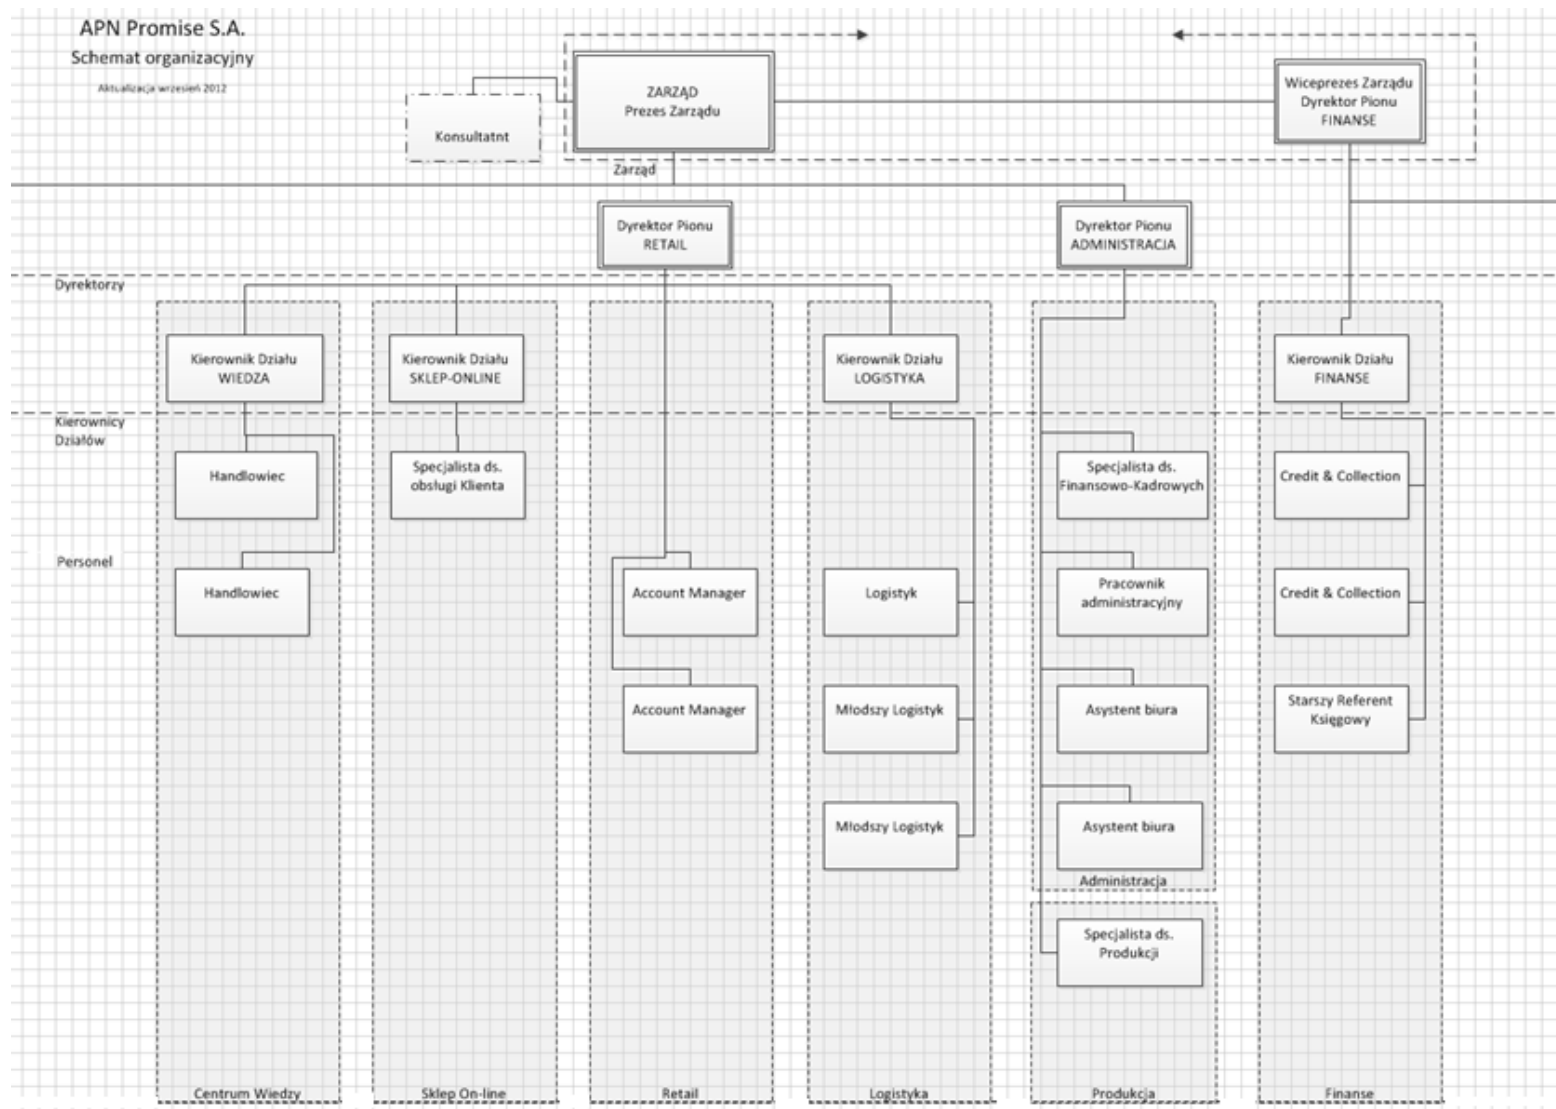 APN Promise S.A.
Schemat organizacyjny
Aktualizacja wrzesień 2012
Konsultatnt
ZARZĄD
Prezes Zarządu
Wiceprezes Zarządu
Dyrektor Pionu
FINANSE
Zarząd
Dyrektor Pionu
RETAIL
Dyrektor Pionu
ADMINISTRACJA
Dyrektorzy
Kierownik Działu
WIEDZA
Kierownik Działu
SKLEP-ONLINE
Kierownik Działu
LOGISTYKA
Kierownik Działu
FINANSE
Kierownicy
Działów
Handlowiec
Specjalista ds.
obsługi Klienta
Specjalista ds.
Finansowo-Kadrowych
Credit & Collection
Personel
Handlowiec
Account Manager
Logistyk
Pracownik
administracyjny
Credit & Collection
Account Manager
Młodszy Logistyk
Asystent biura
Starszy Referent
Księgowy
Młodszy Logistyk
Asystent biura
Administracja
Specjalista ds.
Produkcji
Centrum Wiedzy
Sklep On-line
Retail
Logistyka
Produkcja
Finanse